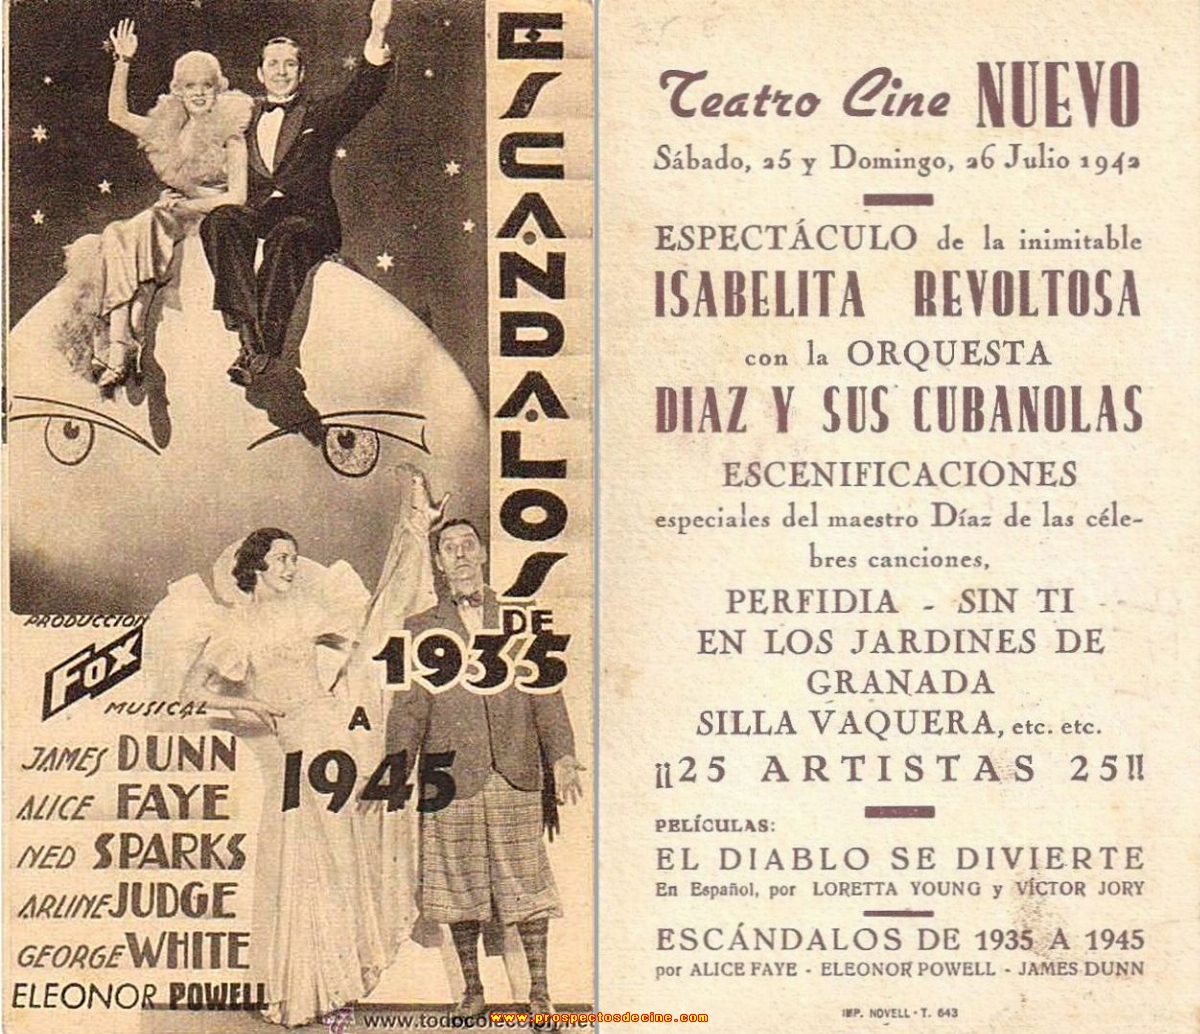 ESCANDALOS
DE
1935
A
1945
PRODUCCION
FOX
MUSICAL
JAMES DUNN
ALICE FAYE
NED SPARKS
ARLINE JUDGE
GEORGE WHITE
ELEONOR POWELL
www.todocoleccion.net
Teatro Cine NUEVO
Sábado, 25 y Domingo, 26 Julio 1942
ESPECTÁCULO de la inimitable
ISABELITA REVOLTOSA
con la ORQUESTA
DIAZ Y SUS CUBANOLAS
ESCENIFICACIONES
especiales del maestro Díaz de las céle-
bres canciones,
PERFIDIA - SIN TI
EN LOS JARDINES DE
GRANADA
SILLA VAQUERA, etc. etc.
¡¡25 ARTISTAS 25!!
PELÍCULAS:
EL DIABLO SE DIVIERTE
En Español, por LORETTA YOUNG y VÍCTOR JORY
ESCÁNDALOS DE 1935 A 1945
por ALICE FAYE - ELEONOR POWELL - JAMES DUNN
IMP. NOVELL - T. 643
www.prospectosdecine.com